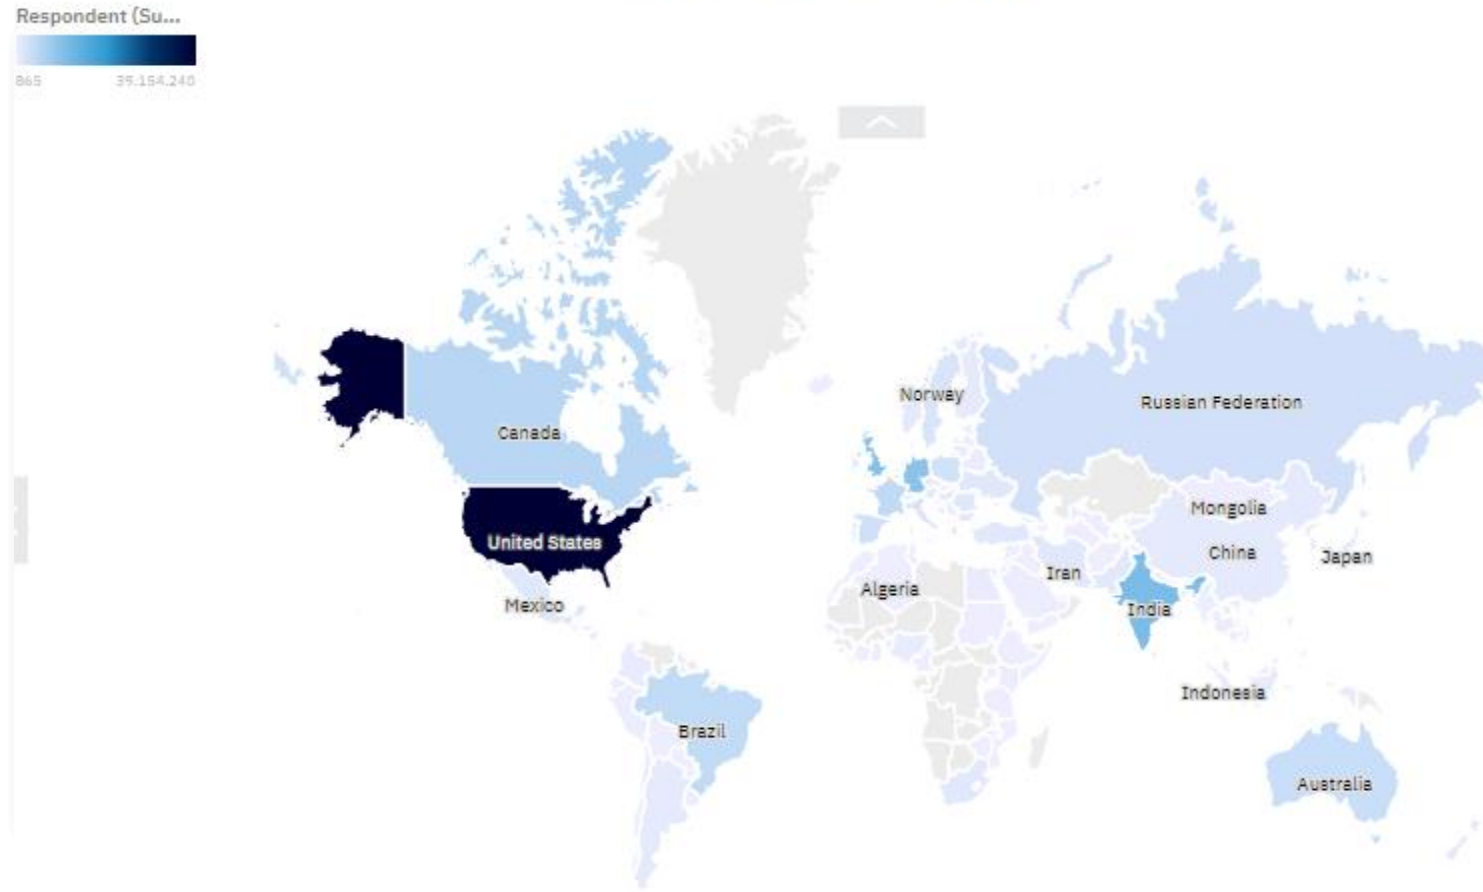 Respondent (Su...
865 39.154.240
Norway
Russian Federation
Canada
Mongolia
United States
China
Japan
Iran
Algeria
Mexico
India
Indonesia
Brazil
Australia